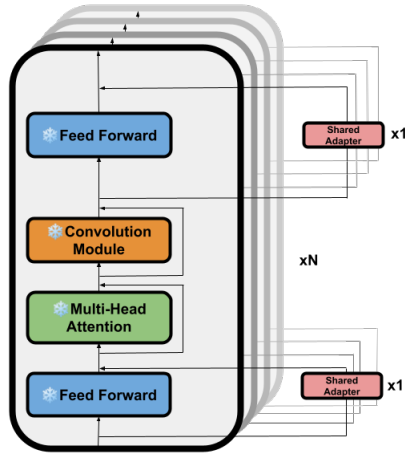 Feed Forward
Shared
Adapter
x1
Convolution
Module
xN
Multi-Head
Attention
Feed Forward
Shared
Adapter
x1